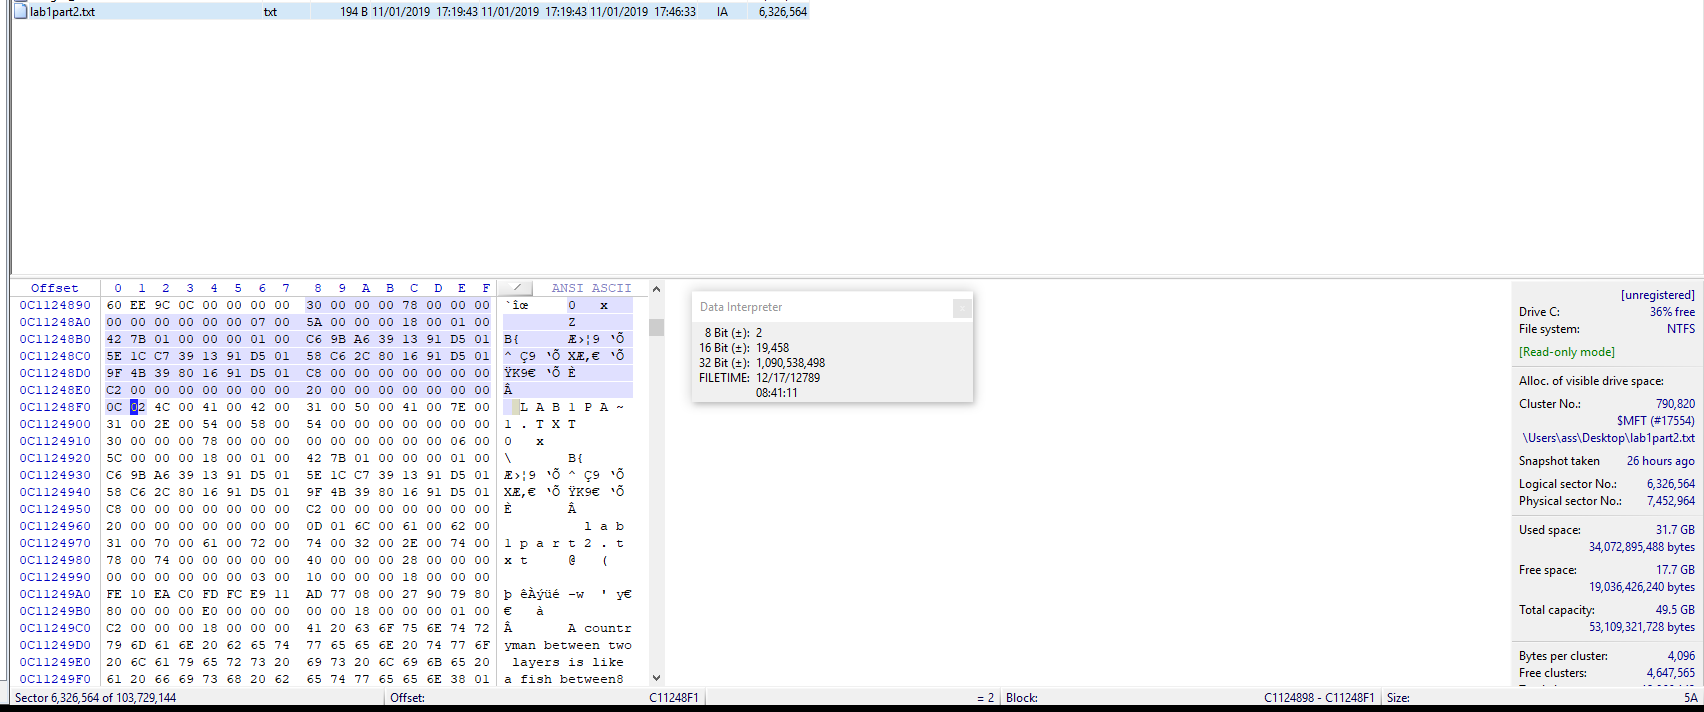 lab1part2.txt txt 194 B 11/01/2019 17:19:43 11/01/2019 17:19:43 11/01/2019 17:46:33 IA 6,326,564
Offset 0 1 2 3 4 5 6 7 8 9 A B C D E F ANSI ASCII
0C1124890 60 EE 9C 0C 00 00 00 00 30 00 00 00 78 00 00 00 `îœ 0 x
0C11248A0 00 00 00 00 00 00 07 00 5A 00 00 00 18 00 01 00 Z
0C11248B0 42 7B 01 00 00 00 01 00 C6 9B A6 39 13 91 D5 01 B{ Æ›¦9 ‘Õ
0C11248C0 5E 1C C7 39 13 91 D5 01 58 C6 2C 80 16 91 D5 01 ^ Ç9 ‘Õ XÆ,€ ‘Õ
0C11248D0 9F 4B 39 80 16 91 D5 01 C8 00 00 00 00 00 00 00 ŸK9€ ‘Õ È
0C11248E0 C2 00 00 00 00 00 00 00 20 00 00 00 00 00 00 00 Â
0C11248F0 0C 02 4C 00 41 00 42 00 31 00 50 00 41 00 7E 00 L A B 1 P A ~
0C1124900 31 00 2E 00 54 00 58 00 54 00 00 00 00 00 00 00 1 . T X T
0C1124910 30 00 00 00 78 00 00 00 00 00 00 00 00 00 06 00 0 x
0C1124920 5C 00 00 00 18 00 01 00 42 7B 01 00 00 00 01 00 \ B{
0C1124930 C6 9B A6 39 13 91 D5 01 5E 1C C7 39 13 91 D5 01 Æ›¦9 ‘Õ ^ Ç9 ‘Õ
0C1124940 58 C6 2C 80 16 91 D5 01 9F 4B 39 80 16 91 D5 01 XÆ,€ ‘Õ ŸK9€ ‘Õ
0C1124950 C8 00 00 00 00 00 00 00 C2 00 00 00 00 00 00 00 È Â
0C1124960 20 00 00 00 00 00 00 00 0D 01 6C 00 61 00 62 00 l a b
0C1124970 31 00 70 00 61 00 72 00 74 00 32 00 2E 00 74 00 1 p a r t 2 . t
0C1124980 78 00 74 00 00 00 00 00 40 00 00 00 28 00 00 00 x t @ (
0C1124990 00 00 00 00 00 00 03 00 10 00 00 00 18 00 00 00
0C11249A0 FE 10 EA C0 FD FC E9 11 AD 77 08 00 27 90 79 80 þ êÀýüé -w ' y€
0C11249B0 80 00 00 00 E0 00 00 00 00 00 18 00 00 00 01 00 € à
0C11249C0 C2 00 00 00 18 00 00 00 41 20 63 6F 75 6E 74 72 Â A countr
0C11249D0 79 6D 61 6E 20 62 65 74 77 65 65 6E 20 74 77 6F yman between two
0C11249E0 20 6C 61 79 65 72 73 20 69 73 20 6C 69 6B 65 20 layers is like
0C11249F0 61 20 66 69 73 68 20 62 65 74 77 65 65 6E 38 01 a fish between8
Data Interpreter
8 Bit (±): 2
16 Bit (±): 19,458
32 Bit (±): 1,090,538,498
FILETIME: 12/17/12789
08:41:11
[unregistered]
Drive C: 36% free
File system: NTFS
[Read-only mode]
Alloc. of visible drive space:
Cluster No.: 790,820
$MFT (#17554)
\Users\ass\Desktop\lab1part2.txt
Snapshot taken 26 hours ago
Logical sector No.: 6,326,564
Physical sector No.: 7,452,964
Used space: 31.7 GB
34,072,895,488 bytes
Free space: 17.7 GB
19,036,426,240 bytes
Total capacity: 49.5 GB
53,109,321,728 bytes
Bytes per cluster: 4,096
Free clusters: 4,647,565
Sector 6,326,564 of 103,729,144 Offset: C11248F1 = 2 Block: C1124898 - C11248F1 Size: 5A